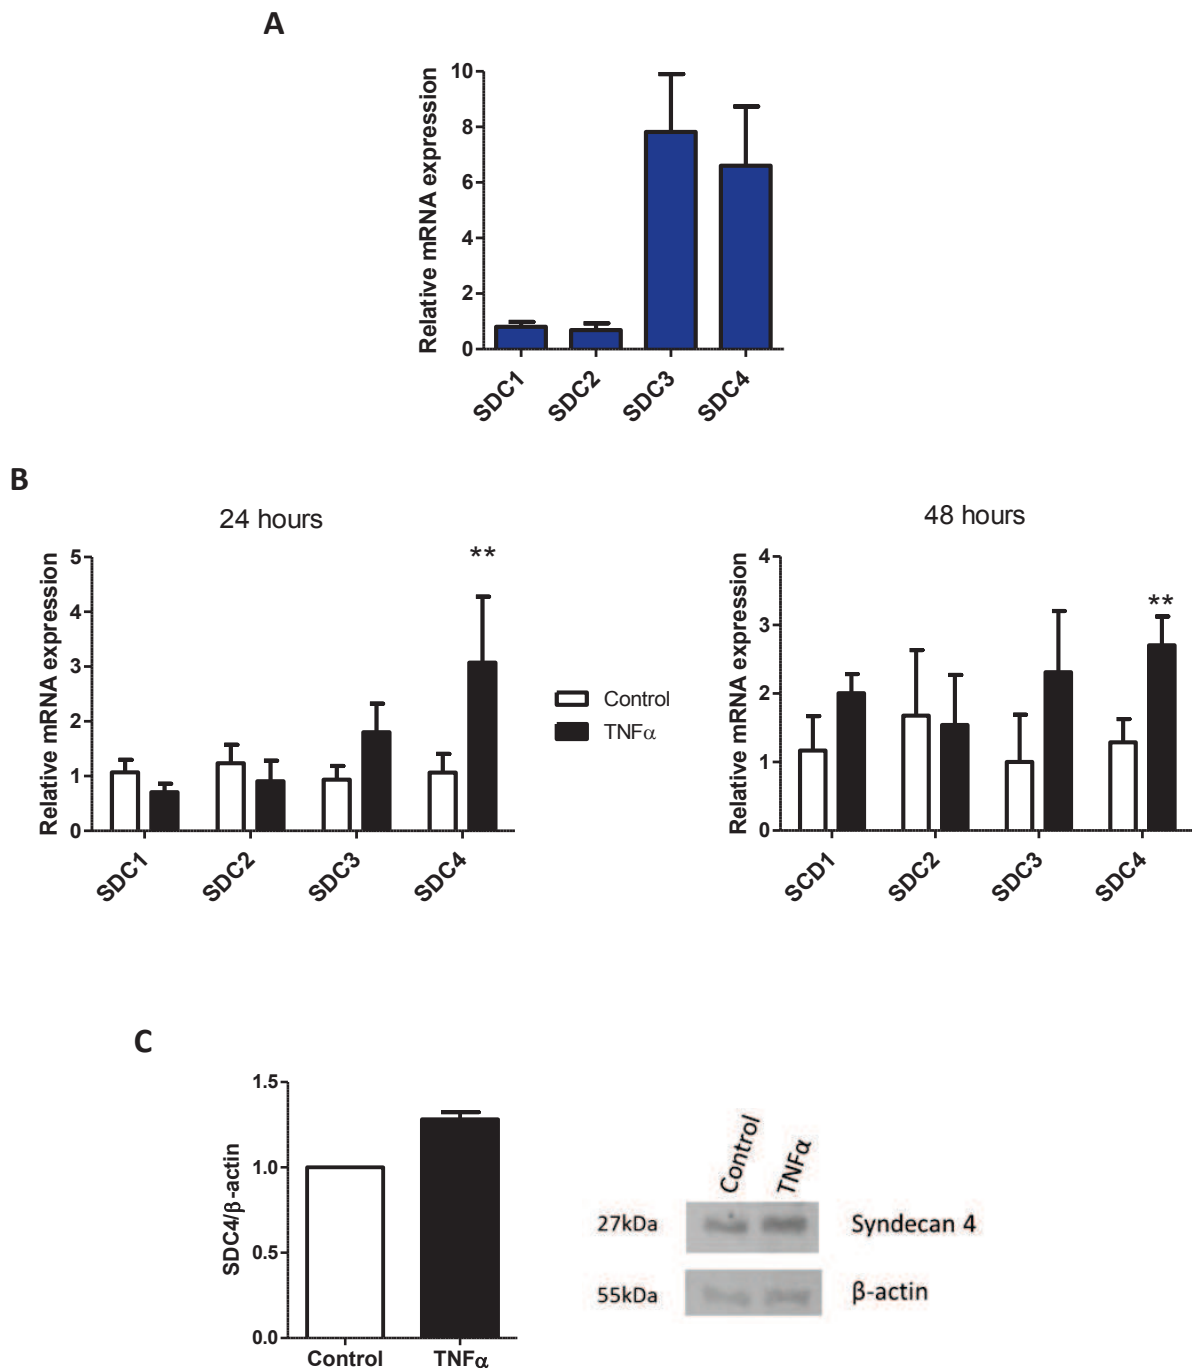 A
Relative mRNA expression
10
8
6
4
2
0
SDC1
SDC2
SDC3
SDC4
B
24 hours
Relative mRNA expression
5
4
3
2
1
0
**
SDC1
SDC2
SDC3
SDC4
Control
TNFα
48 hours
Relative mRNA expression
4
3
2
1
0
**
SCD1
SDC2
SDC3
SDC4
C
SDC4/β-actin
1.5
1.0
0.5
0.0
Control
TNFα
Control
TNFα
27kDa
Syndecan 4
55kDa
β-actin